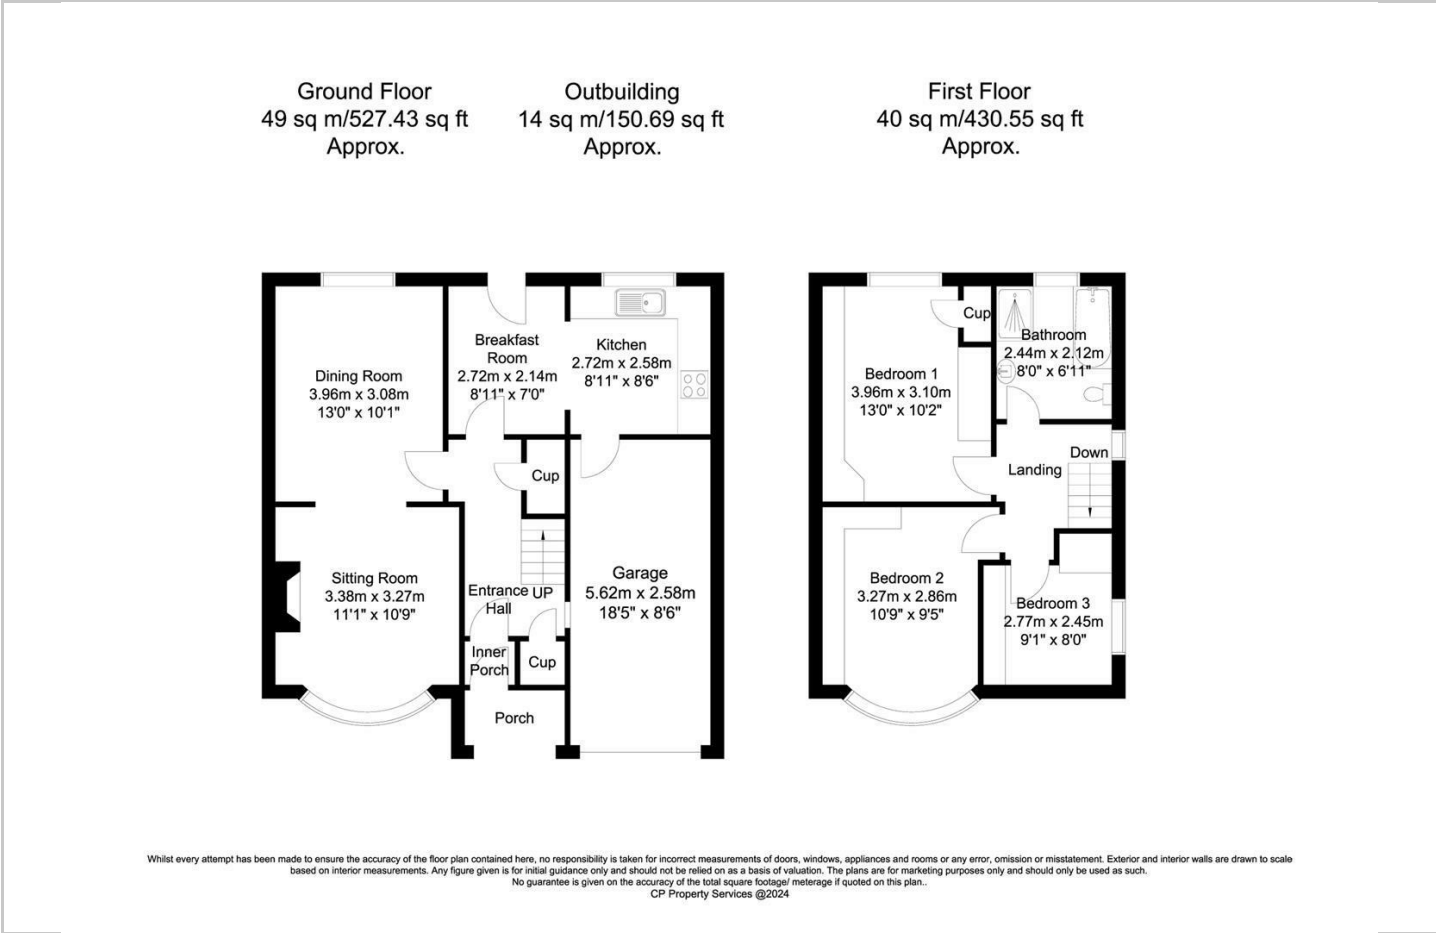 Ground Floor
49 sq m/527.43 sq ft
Approx.
Outbuilding
14 sq m/150.69 sq ft
Approx.
First Floor
40 sq m/430.55 sq ft
Approx.
Dining Room
3.96m x 3.08m
13'0" x 10'1"
Breakfast
Room
2.72m x 2.14m
8'11" x 7'0"
Kitchen
2.72m x 2.58m
8'11" x 8'6"
Cup
Sitting Room
3.38m x 3.27m
11'1" x 10'9"
Entrance
Hall
UP
Garage
5.62m x 2.58m
18'5" x 8'6"
Inner
Porch
Cup
Porch
Cup
Bedroom 1
3.96m x 3.10m
13'0" x 10'2"
Bathroom
2.44m x 2.12m
8'0" x 6'11"
Down
Landing
Bedroom 2
3.27m x 2.86m
10'9" x 9'5"
Bedroom 3
2.77m x 2.45m
9'1" x 8'0"
Whilst every attempt has been made to ensure the accuracy of the floor plan contained here, no responsibility is taken for incorrect measurements of doors, windows, appliances and rooms or any error, omission or misstatement. Exterior and interior walls are drawn to scale
based on interior measurements. Any figure given is for initial guidance only and should not be relied on as a basis of valuation. The plans are for marketing purposes only and should only be used as such.
No guarantee is given on the accuracy of the total square footage/ meterage if quoted on this plan..
CP Property Services @2024